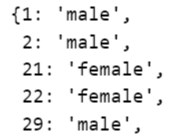 {1: 'male',
2: 'male',
21: 'female',
22: 'female',
29: 'male',